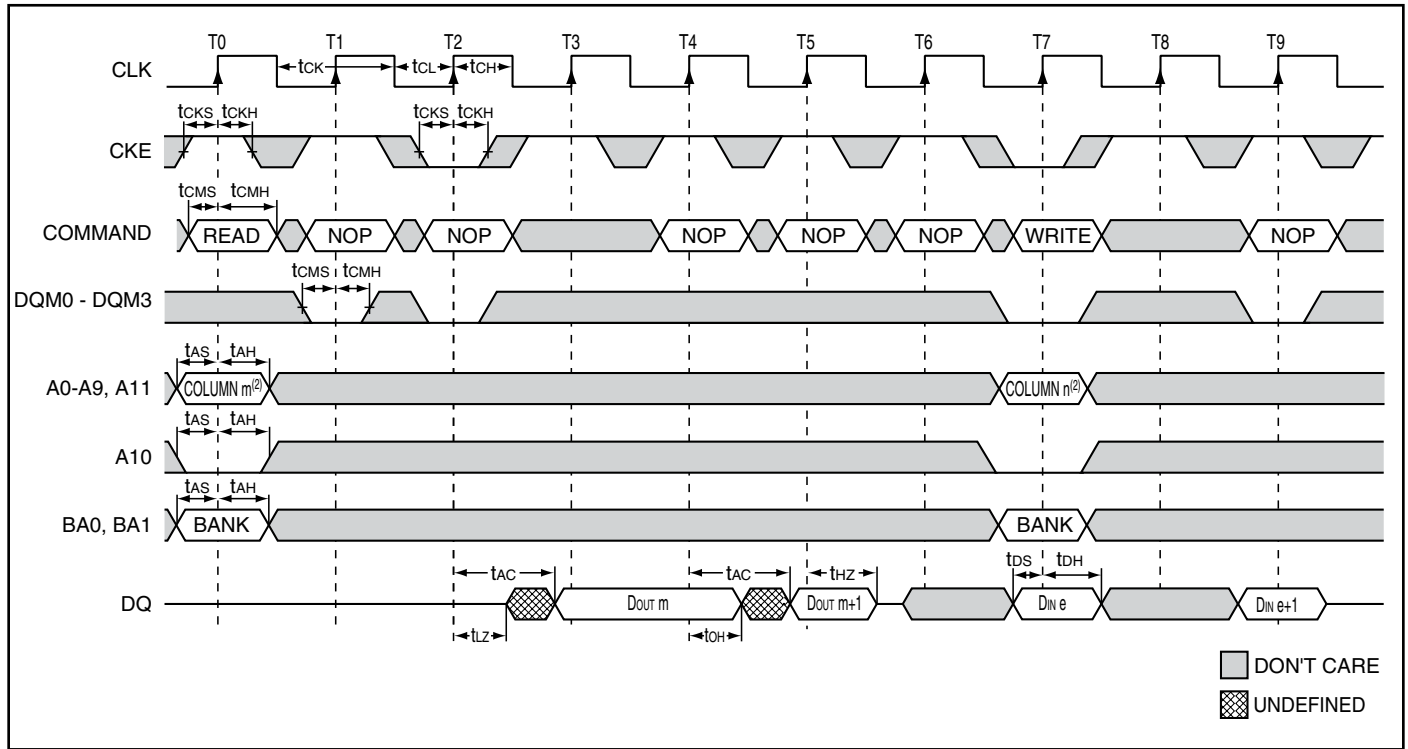 T0 T1 T2 T3 T4 T5 T6 T7 T8 T9
CLK tCK tCL tCH
tCKS tCKH tCKS tCKH
CKE
tCMS tCMH
COMMAND READ NOP NOP NOP NOP NOP WRITE NOP
tCMS tCMH
DQM0 - DQM3
tAS tAH
A0-A9, A11 COLUMN m(2) COLUMN n(2)
tAS tAH
A10
tAS tAH
BA0, BA1 BANK BANK
tAC tAC tHZ tDS tDH
DQ DOUT m DOUT m+1 DIN e DIN e+1
tLZ tOH
DON'T CARE
UNDEFINED